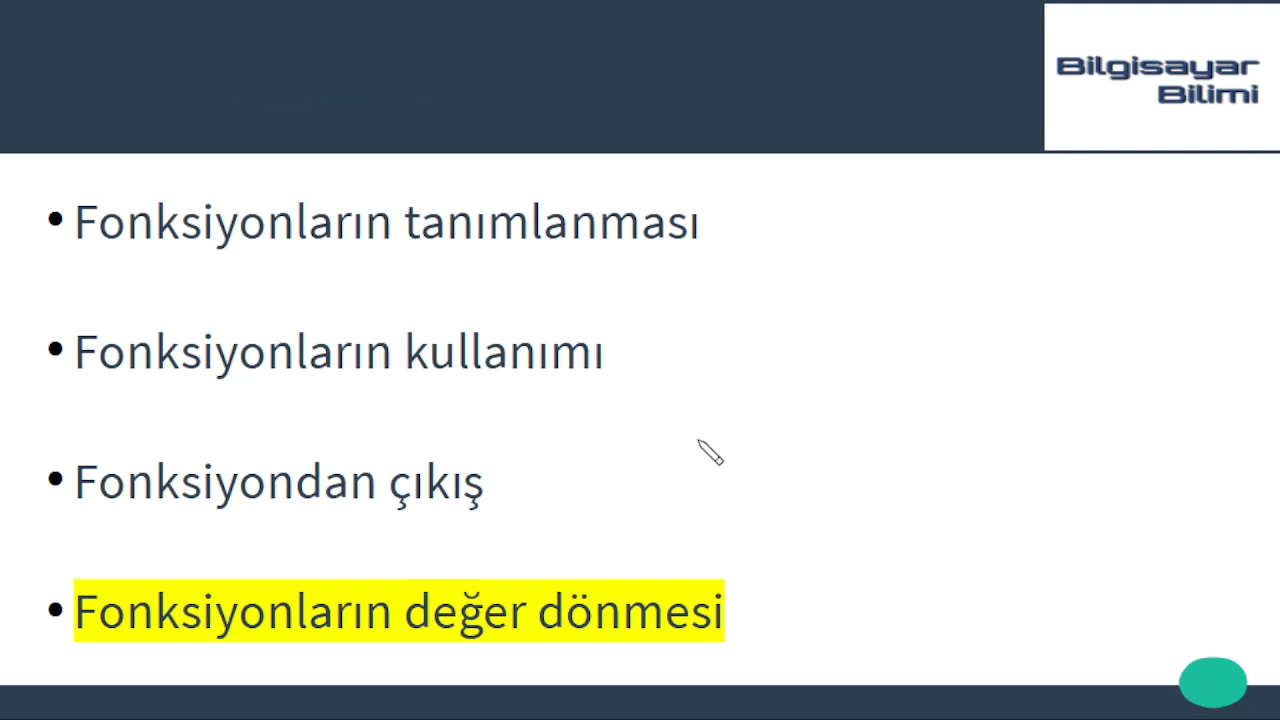 Bilgisayar
Bilimi
• Fonksiyonların tanımlanması
• Fonksiyonların kullanımı
• Fonksiyondan çıkış
• Fonksiyonların değer dönmesi